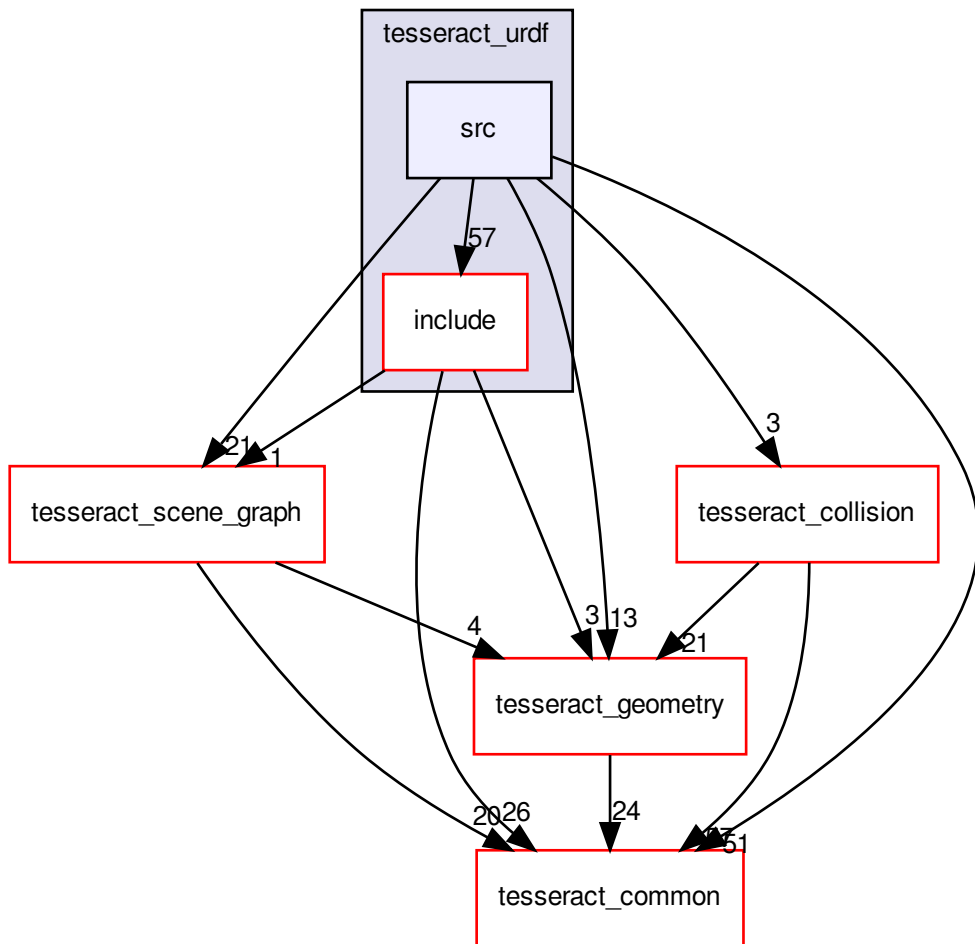 tesseract_urdf
src
57
include
3
21
1
tesseract_scene_graph
tesseract_collision
4
3
13
21
tesseract_geometry
20
26
24
51
tesseract_common